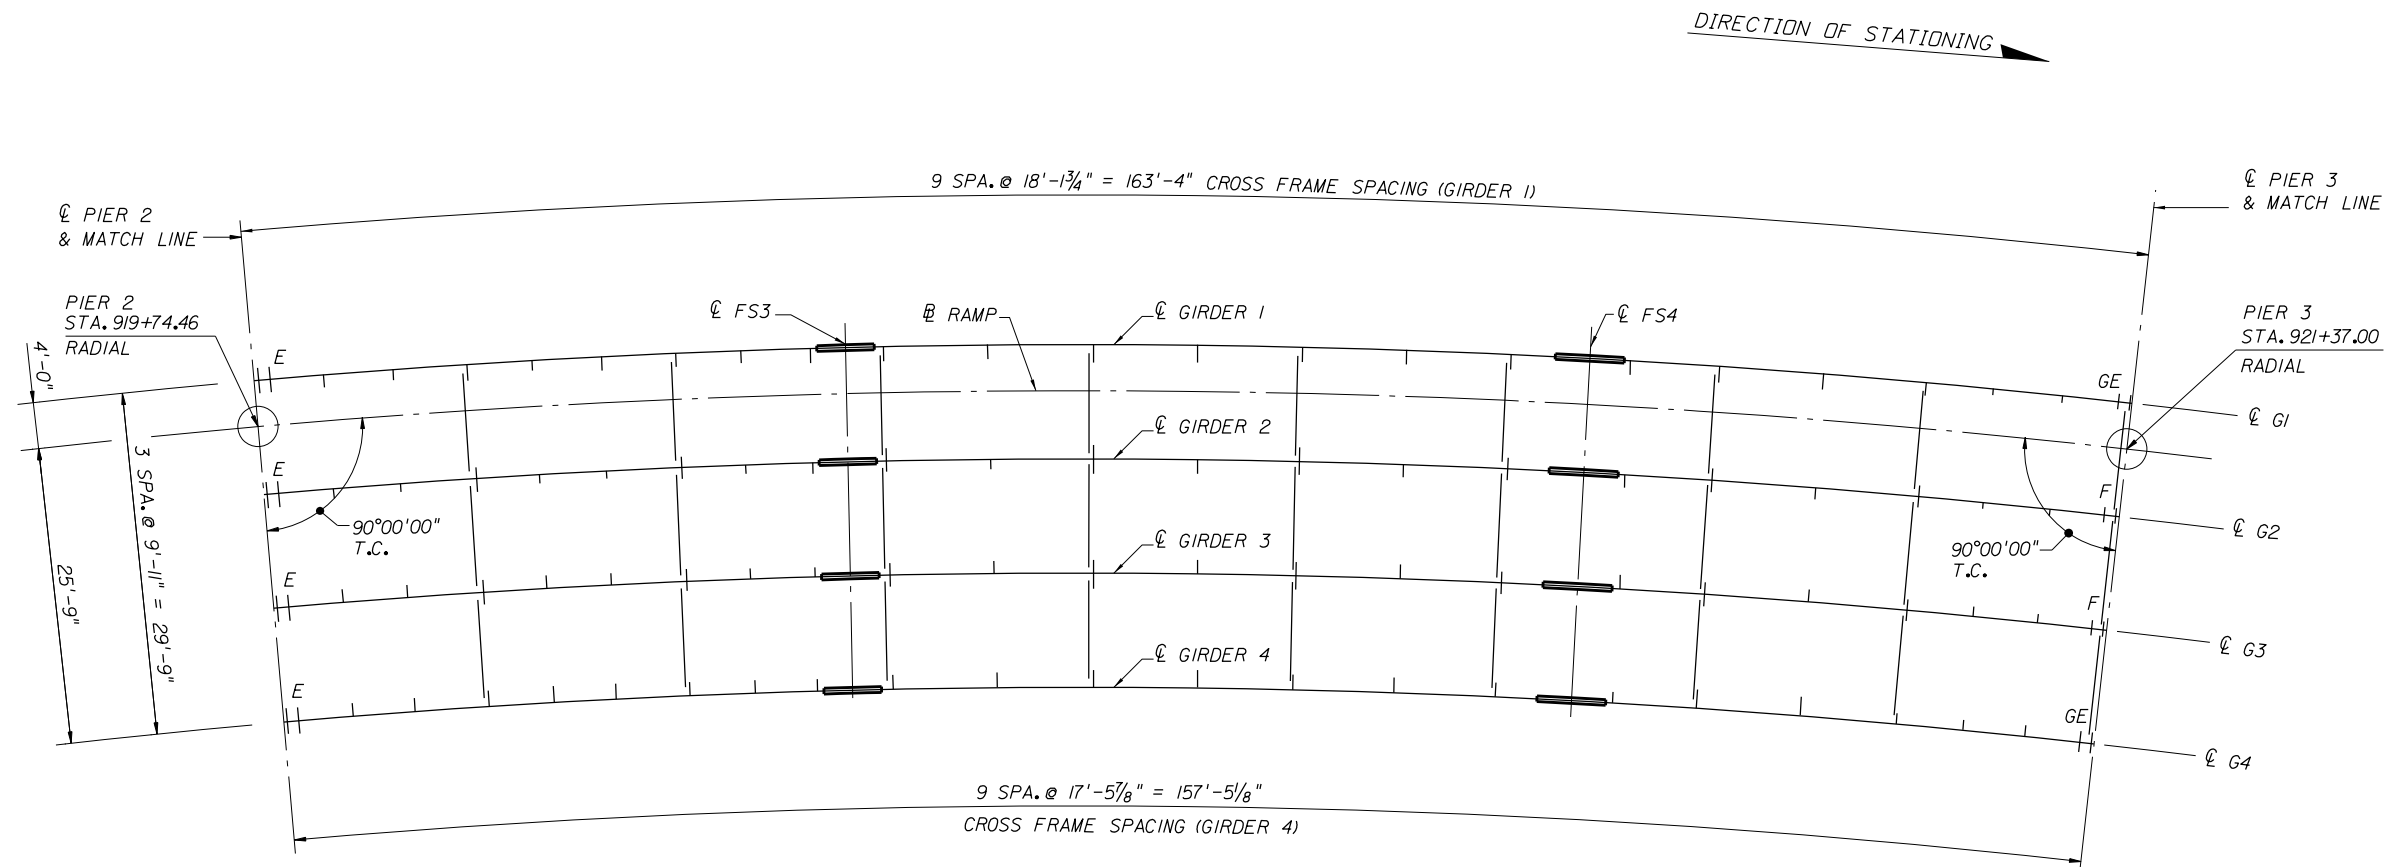 DIRECTION OF STATIONING
9 SPA. @ 18'-1¾" = 163'-4" CROSS FRAME SPACING (GIRDER 1)
℄ PIER 2
& MATCH LINE
℄ PIER 3
& MATCH LINE
PIER 2
STA. 919+74.46
RADIAL
℄ FS3
B RAMP
℄ GIRDER 1
℄ FS4
PIER 3
STA. 921+37.00
RADIAL
4'-0"
E
GE
℄ G1
℄ GIRDER 2
3 SPA. @ 9'-11" = 29'-9"
E
90°00'00"
T.C.
F
℄ G2
℄ GIRDER 3
90°00'00"
T.C.
25'-9"
E
F
℄ G3
℄ GIRDER 4
E
GE
℄ G4
9 SPA. @ 17'-5⅞" = 157'-5⅛"
CROSS FRAME SPACING (GIRDER 4)